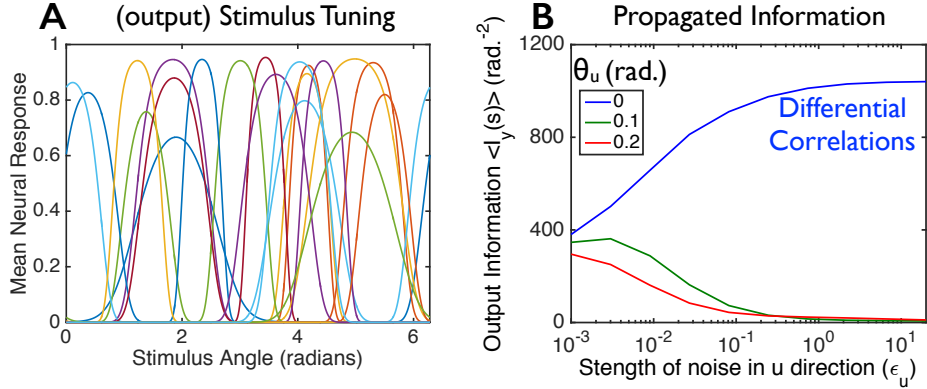 A (output) Stimulus Tuning
Mean Neural Response
1
0.8
0.6
0.4
0.2
0
0 2 4 6
Stimulus Angle (radians)
B Propagated Information
Output Information <I_y(s)> (rad.^-2)
1200
800
400
0
θ_u (rad.)
0
0.1
0.2
Differential
Correlations
10^-3 10^-2 10^-1 10^0 10^1
Stength of noise in u direction (ϵ_u)